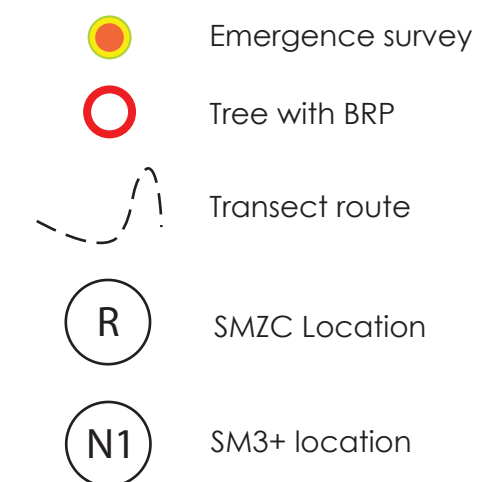 Emergence survey
Tree with BRP
Transect route
R SMZC Location
N1 SM3+ location